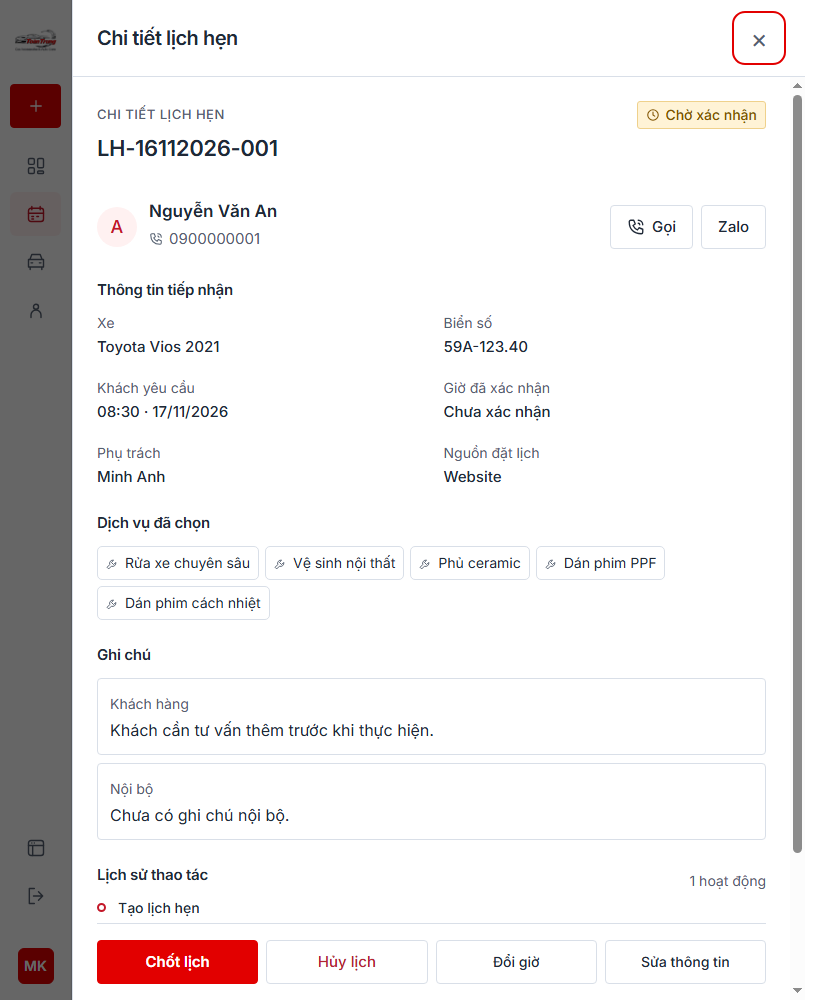 Chi tiết lịch hẹn
CHI TIẾT LỊCH HẸN
Chờ xác nhận
LH-16112026-001
A
Nguyễn Văn An
0900000001
Gọi
Zalo
Thông tin tiếp nhận
Xe
Biển số
Toyota Vios 2021
59A-123.40
Khách yêu cầu
Giờ đã xác nhận
08:30 · 17/11/2026
Chưa xác nhận
Phụ trách
Nguồn đặt lịch
Minh Anh
Website
Dịch vụ đã chọn
Rửa xe chuyên sâu
Vệ sinh nội thất
Phủ ceramic
Dán phim PPF
Dán phim cách nhiệt
Ghi chú
Khách hàng
Khách cần tư vấn thêm trước khi thực hiện.
Nội bộ
Chưa có ghi chú nội bộ.
Lịch sử thao tác
1 hoạt động
Tạo lịch hẹn
Chốt lịch
Hủy lịch
Đổi giờ
Sửa thông tin
MK